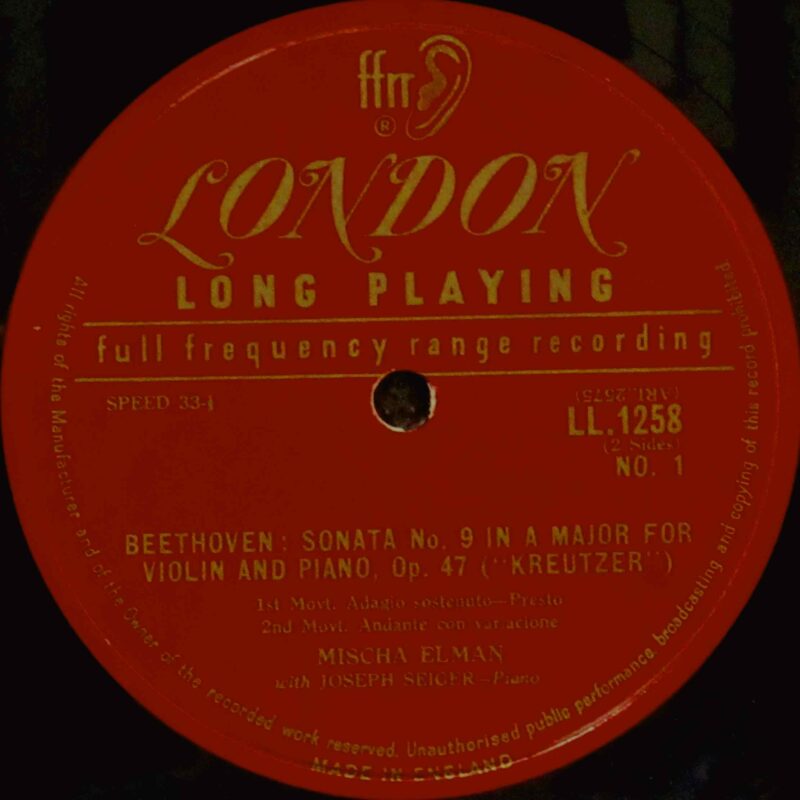 ffrr
®
LONDON
LONG PLAYING
full frequency range recording
SPEED 33-⅓
(ARL.2575)
LL.1258
(2 Sides)
NO. 1
BEETHOVEN: SONATA No. 9 IN A MAJOR FOR
VIOLIN AND PIANO, Op. 47 (“KREUTZER”)
1st Movt. Adagio sostenuto—Presto
2nd Movt. Andante con variacione
MISCHA ELMAN
with JOSEPH SEIGER—Piano
All rights of the Manufacturer and of the Owner of the recorded work reserved. Unauthorised public performance, broadcasting and copying of this record prohibited
MADE IN ENGLAND